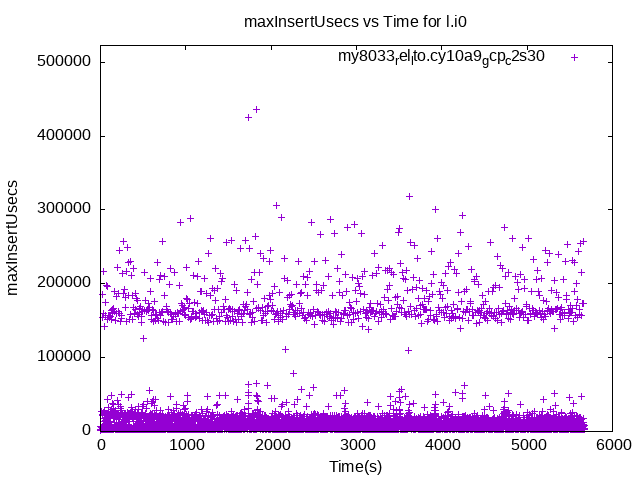 maxInsertUsecs vs Time for l.i0
my8033_rel_lto.cy10a9_gcp_c2s30
500000
400000
300000
200000
100000
0
maxInsertUsecs
0 1000 2000 3000 4000 5000 6000
Time(s)